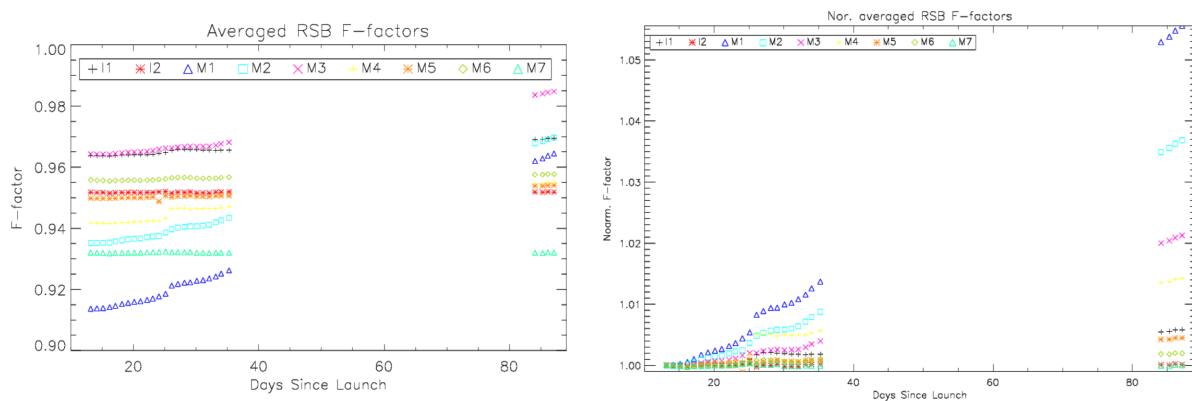 Averaged RSB F-factors
1.00
0.98
0.96
0.94
0.92
0.90
F-factor
I1 I2 M1 M2 M3 M4 M5 M6 M7
0 20 40 60 80
Days Since Launch
Nor. averaged RSB F-factors
1.05
1.04
1.03
1.02
1.01
1.00
Noarm. F-factor
I1 I2 M1 M2 M3 M4 M5 M6 M7
20 40 60 80
Days Since Launch